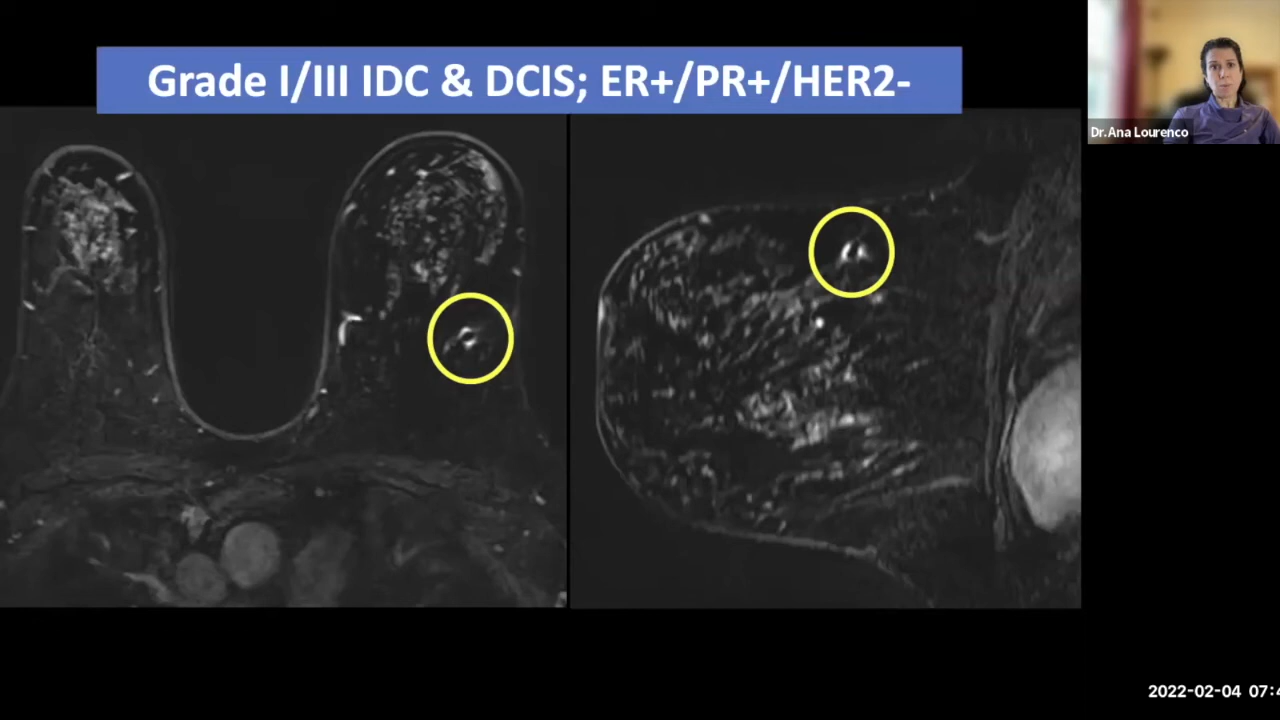 Grade I/III IDC & DCIS; ER+/PR+/HER2-
Dr. Ana Lourenco
2022-02-04 07:4